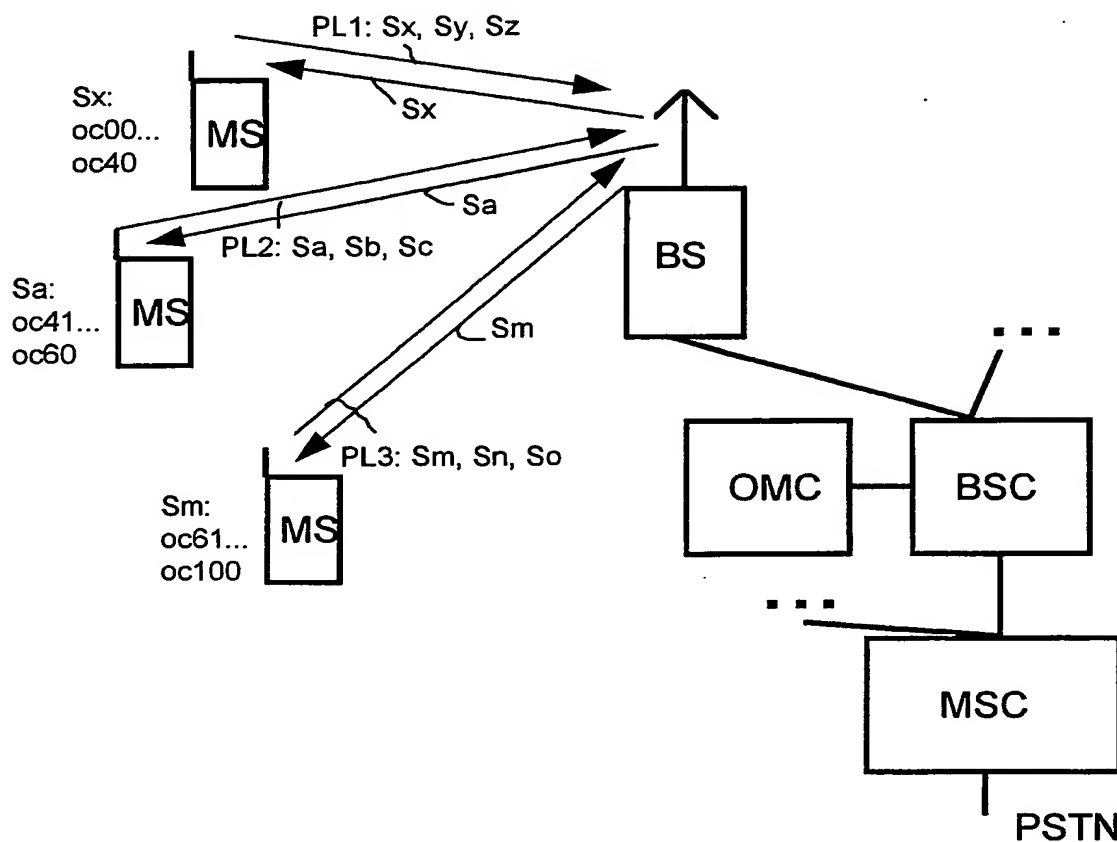 PL1: Sx, Sy, Sz
Sx
Sx:
oc00...
oc40
MS
Sa
PL2: Sa, Sb, Sc
BS
Sa:
oc41...
oc60
MS
Sm
...
PL3: Sm, Sn, So
OMC
BSC
Sm:
oc61...
oc100
MS
...
MSC
PSTN